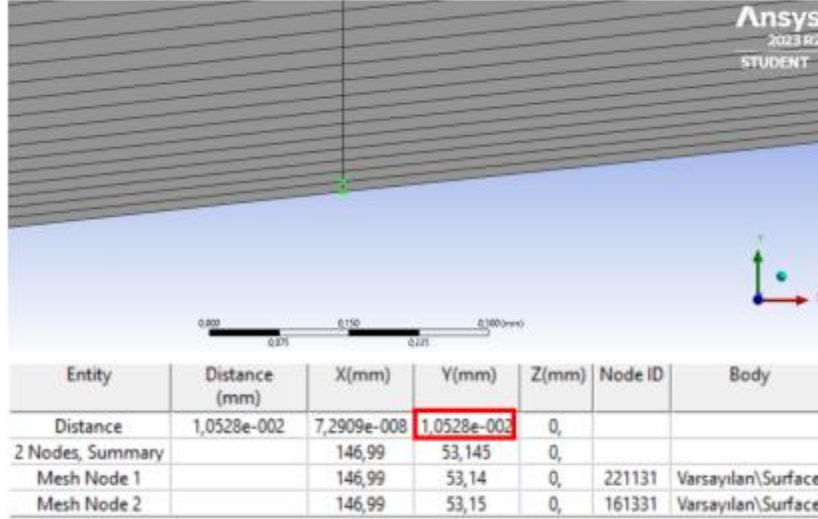 Ansys
2023 R2
STUDENT
0,000 0,150 0,300 (mm)
0,075 0,225
Entity Distance (mm) X(mm) Y(mm) Z(mm) Node ID Body
Distance 1,0528e-002 7,2909e-008 1,0528e-002 0,
2 Nodes, Summary 146,99 53,145 0,
Mesh Node 1 146,99 53,14 0, 221131 Varsayılan\Surface
Mesh Node 2 146,99 53,15 0, 161331 Varsayılan\Surface